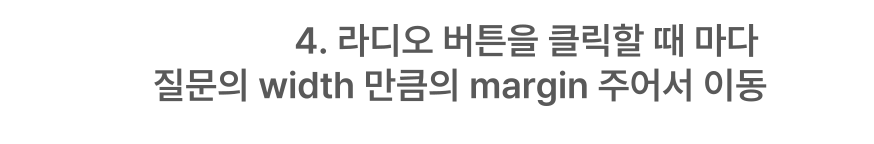 4. 라디오 버튼을 클릭할 때 마다
질문의 width 만큼의 margin 주어서 이동